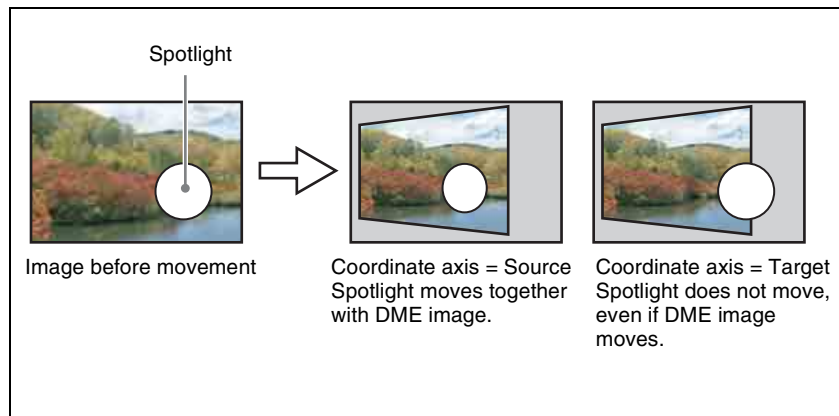 Spotlight
Image before movement
Coordinate axis = Source
Spotlight moves together
with DME image.
Coordinate axis = Target
Spotlight does not move,
even if DME image
moves.